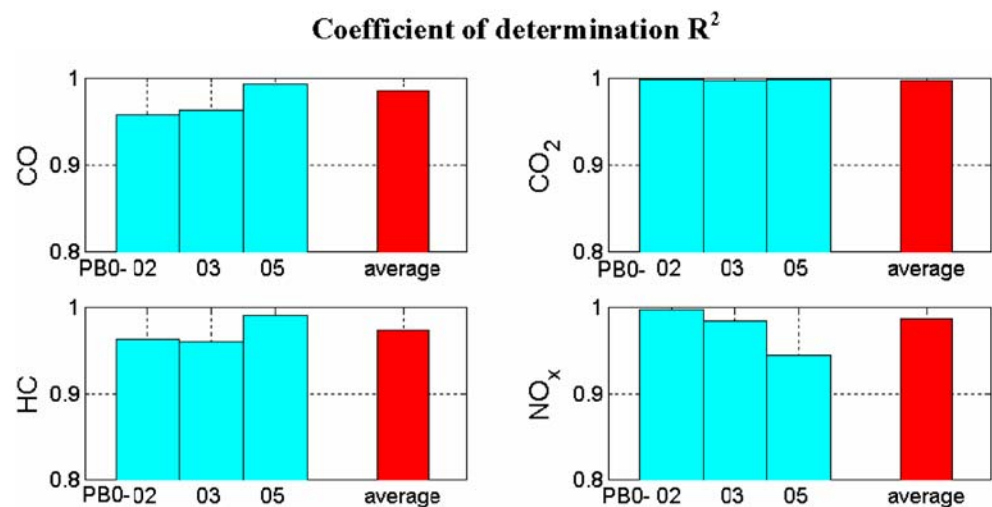 Coefficient of determination R²
1
0.9
0.8
CO
PB0- 02 03 05 average
1
0.9
0.8
CO₂
PB0- 02 03 05 average
1
0.9
0.8
HC
PB0- 02 03 05 average
1
0.9
0.8
NOₓ
PB0- 02 03 05 average